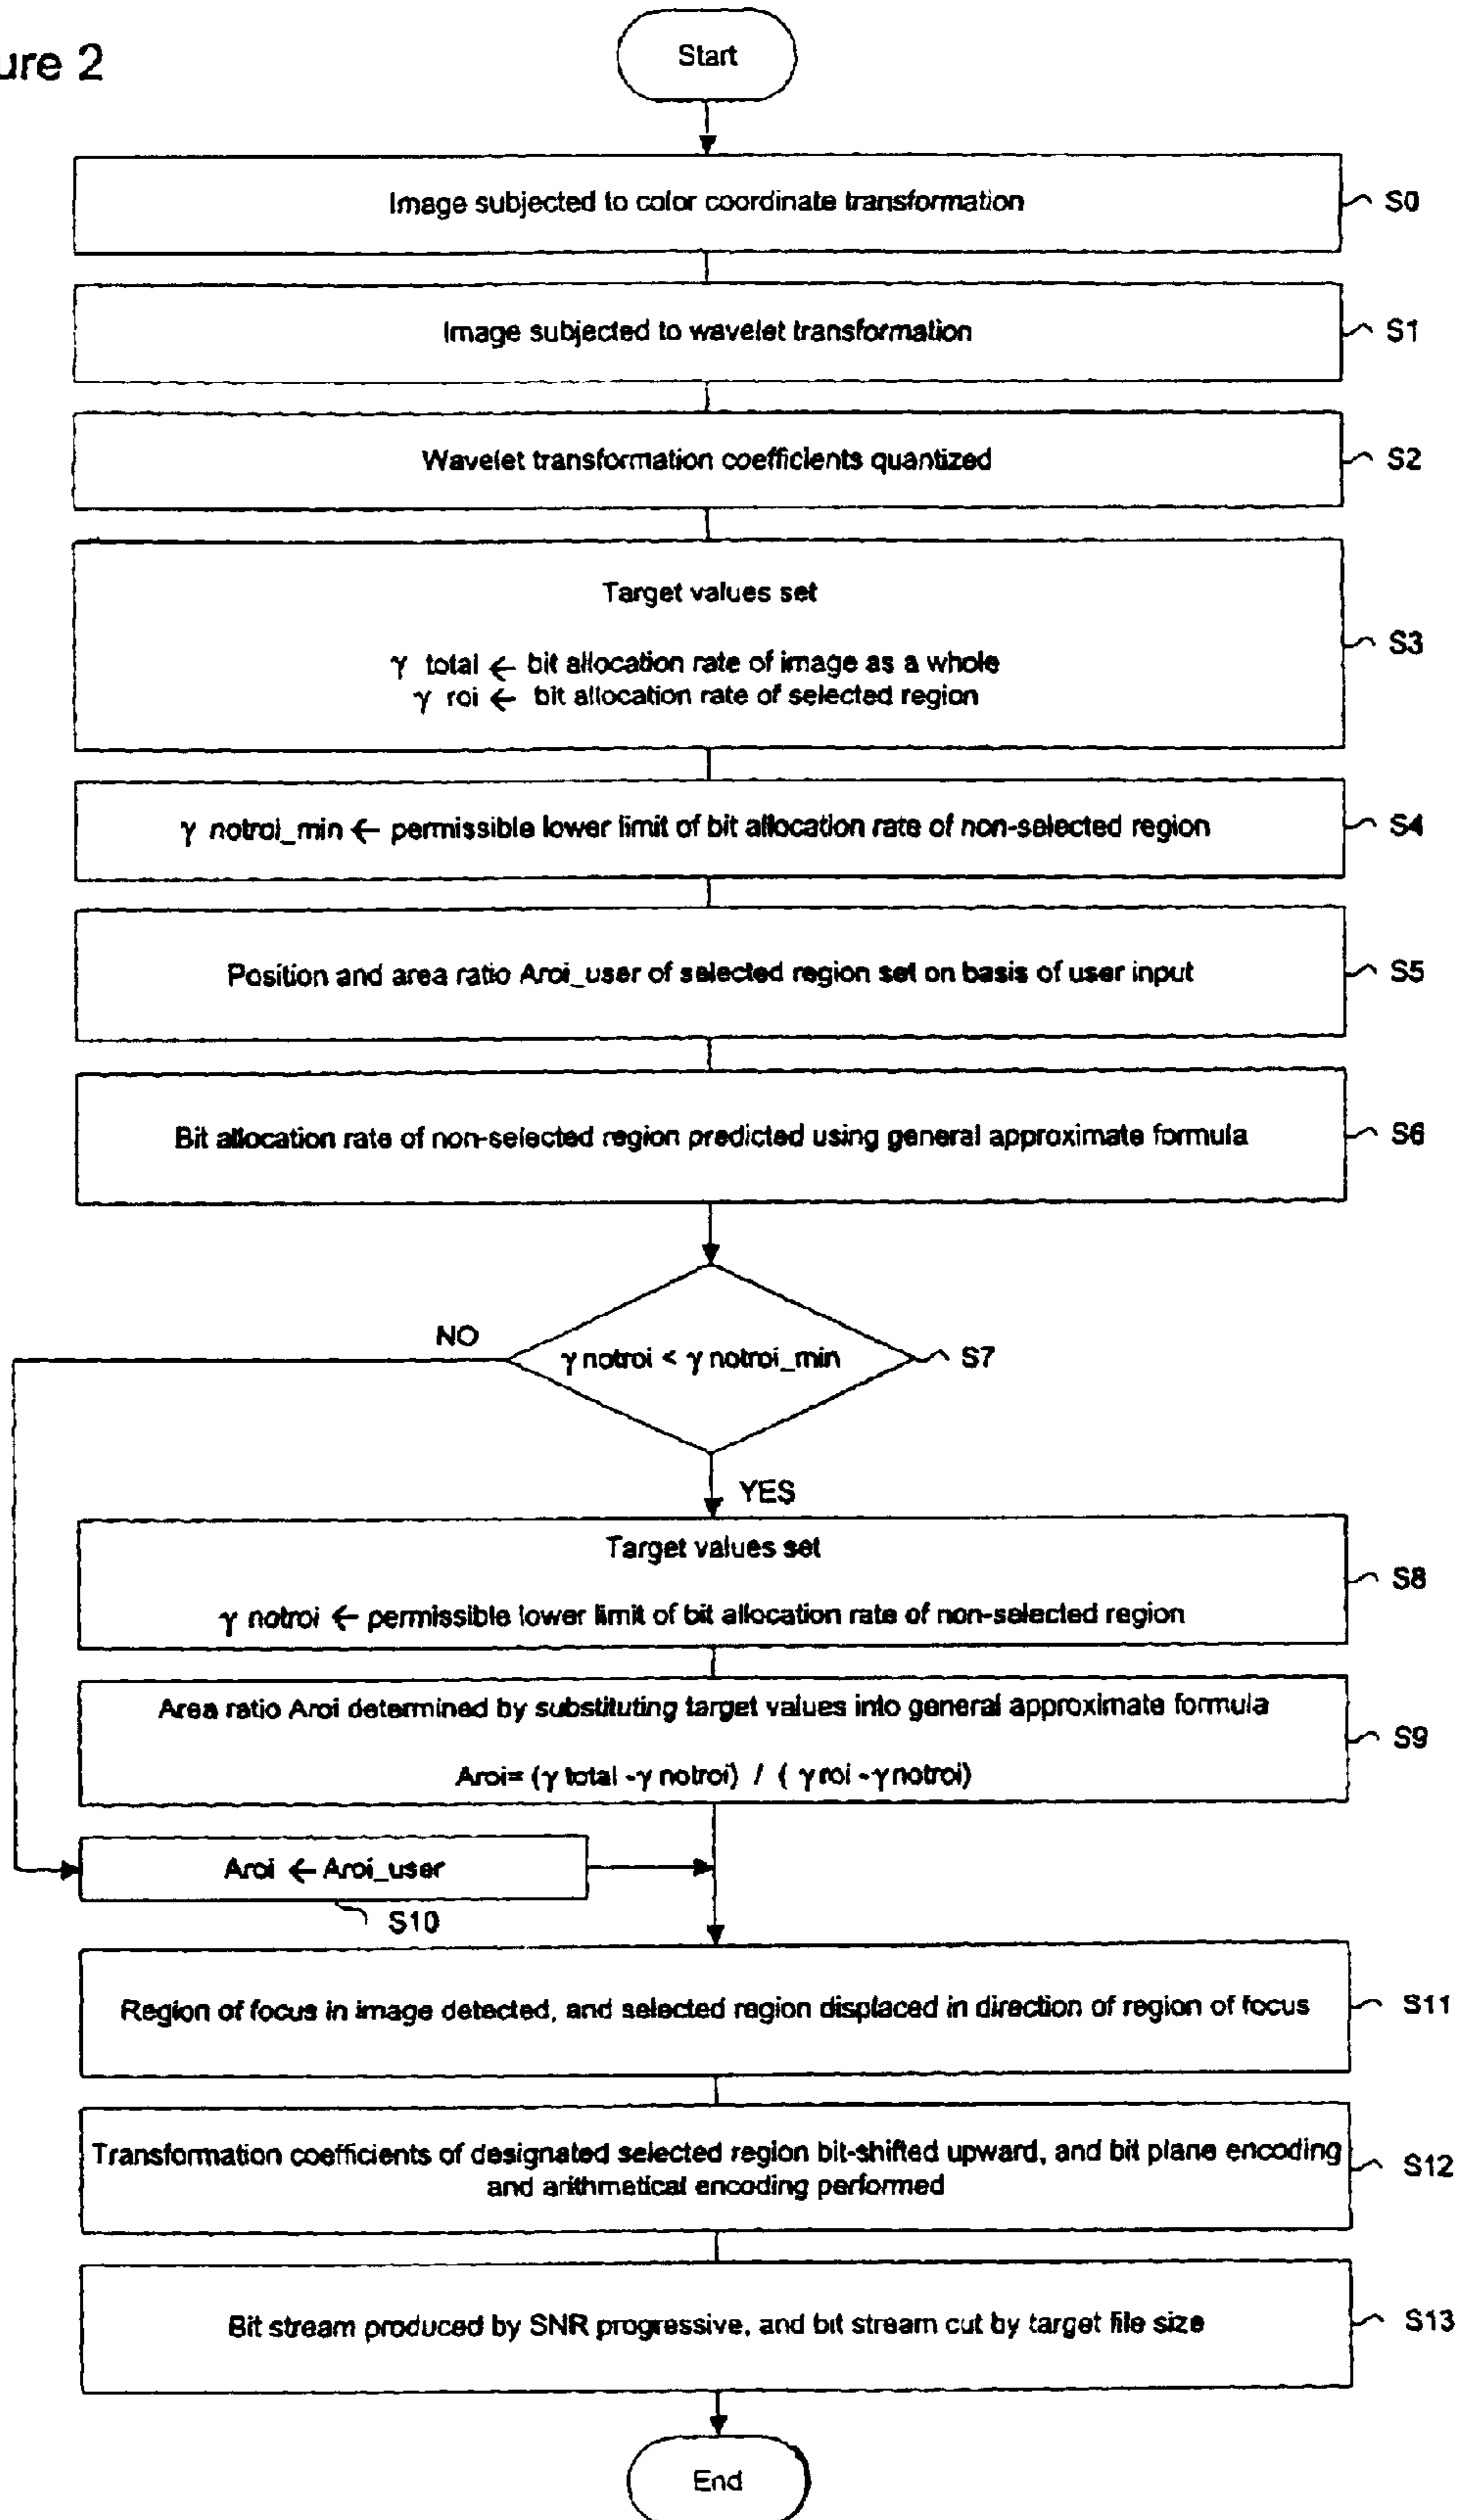 ure 2
Start
Image subjected to color coordinate transformation
S0
Image subjected to wavelet transformation
S1
Wavelet transformation coefficients quantized
S2
Target values set
γ total ← bit allocation rate of image as a whole
γ roi ← bit allocation rate of selected region
S3
γ notroi_min ← permissible lower limit of bit allocation rate of non-selected region
S4
Position and area ratio Aroi_user of selected region set on basis of user input
S5
Bit allocation rate of non-selected region predicted using general approximate formula
S6
NO
γ notroi < γ notroi_min
S7
YES
Target values set
γ notroi ← permissible lower limit of bit allocation rate of non-selected region
S8
Area ratio Aroi determined by substituting target values into general approximate formula
Aroi= (γ total -γ notroi) / ( γ roi -γ notroi)
S9
Aroi ← Aroi_user
S10
Region of focus in image detected, and selected region displaced in direction of region of focus
S11
Transformation coefficients of designated selected region bit-shifted upward, and bit plane encoding
and arithmetical encoding performed
S12
Bit stream produced by SNR progressive, and bit stream cut by target file size
S13
End